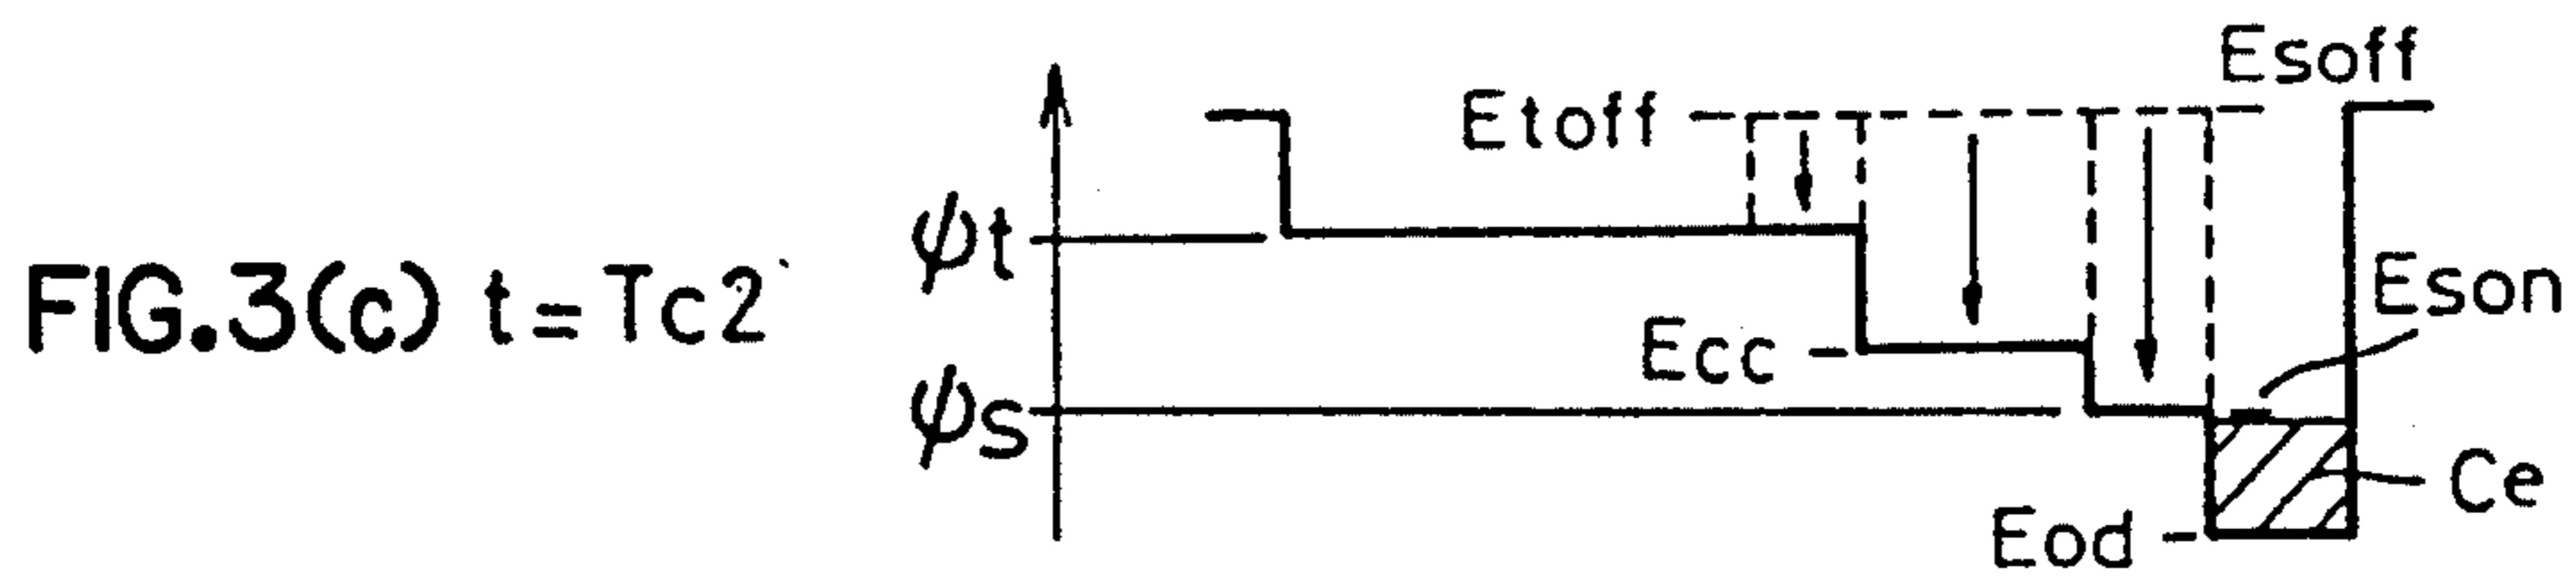 FIG.3(c) t=Tc2
Esoff
Etoff
ψt
Eson
Ecc
ψs
Ce
Eod